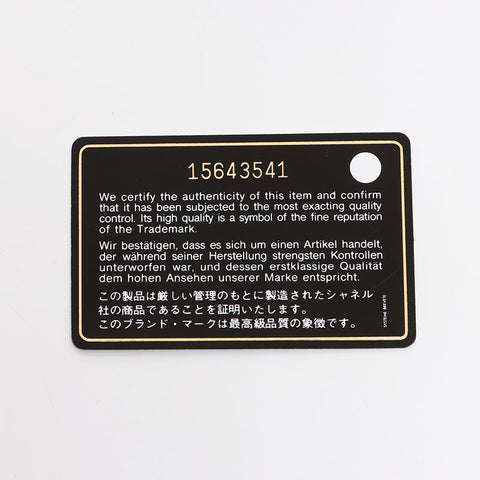 15643541
We certify the authenticity of this item and confirm
that it has been subjected to the most exacting quality
control. Its high quality is a symbol of the fine reputation
of the Trademark.
Wir bestätigen, dass es sich um einen Artikel handelt,
der während seiner Herstellung strengsten Kontrollen
unterworfen war, und dessen erstklassige Qualität
dem hohen Ansehen unserer Marke entspricht.
この製品は厳しい管理のもとに製造されたシャネル
社の商品であることを証明いたします。
このブランド・マークは最高級品質の象徴です。
SYSTEME BREVETE